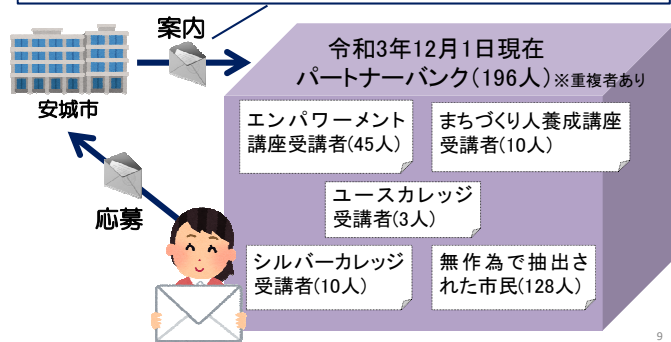 案内
令和3年12月1日現在
パートナーバンク(196人)※重複者あり
安城市
エンパワーメント
講座受講者(45人)
まちづくり人養成講座
受講者(10人)
ユースカレッジ
受講者(3人)
応募
シルバーカレッジ
受講者(10人)
無作為で抽出さ
れた市民(128人)
9